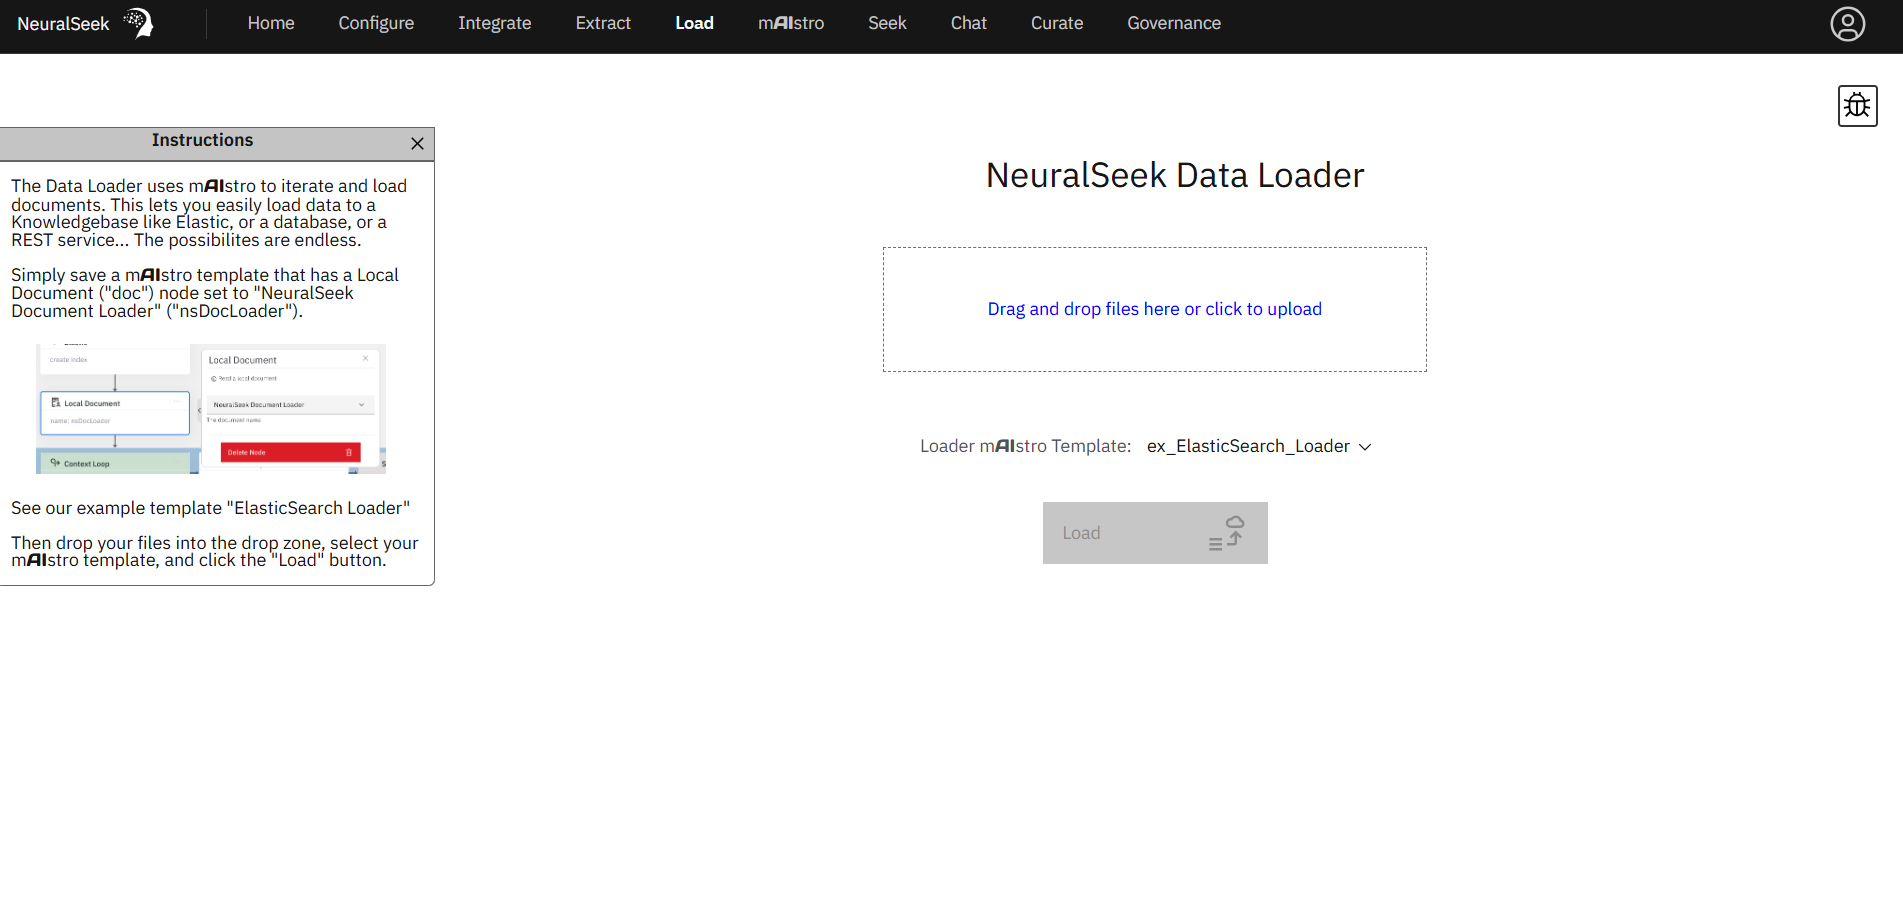 NeuralSeek
Home Configure Integrate Extract Load mAIstro Seek Chat Curate Governance
Instructions
The Data Loader uses mAIstro to iterate and load
documents. This lets you easily load data to a
Knowledgebase like Elastic, or a database, or a
REST service... The possibilites are endless.
Simply save a mAIstro template that has a Local
Document ("doc") node set to "NeuralSeek
Document Loader" ("nsDocLoader").
create index
Local Document
name: nsDocLoader
Context Loop
Local Document
Read a local document
NeuralSeek Document Loader
The document name
Delete Node
See our example template "ElasticSearch Loader"
Then drop your files into the drop zone, select your
mAIstro template, and click the "Load" button.
NeuralSeek Data Loader
Drag and drop files here or click to upload
Loader mAIstro Template: ex_ElasticSearch_Loader
Load